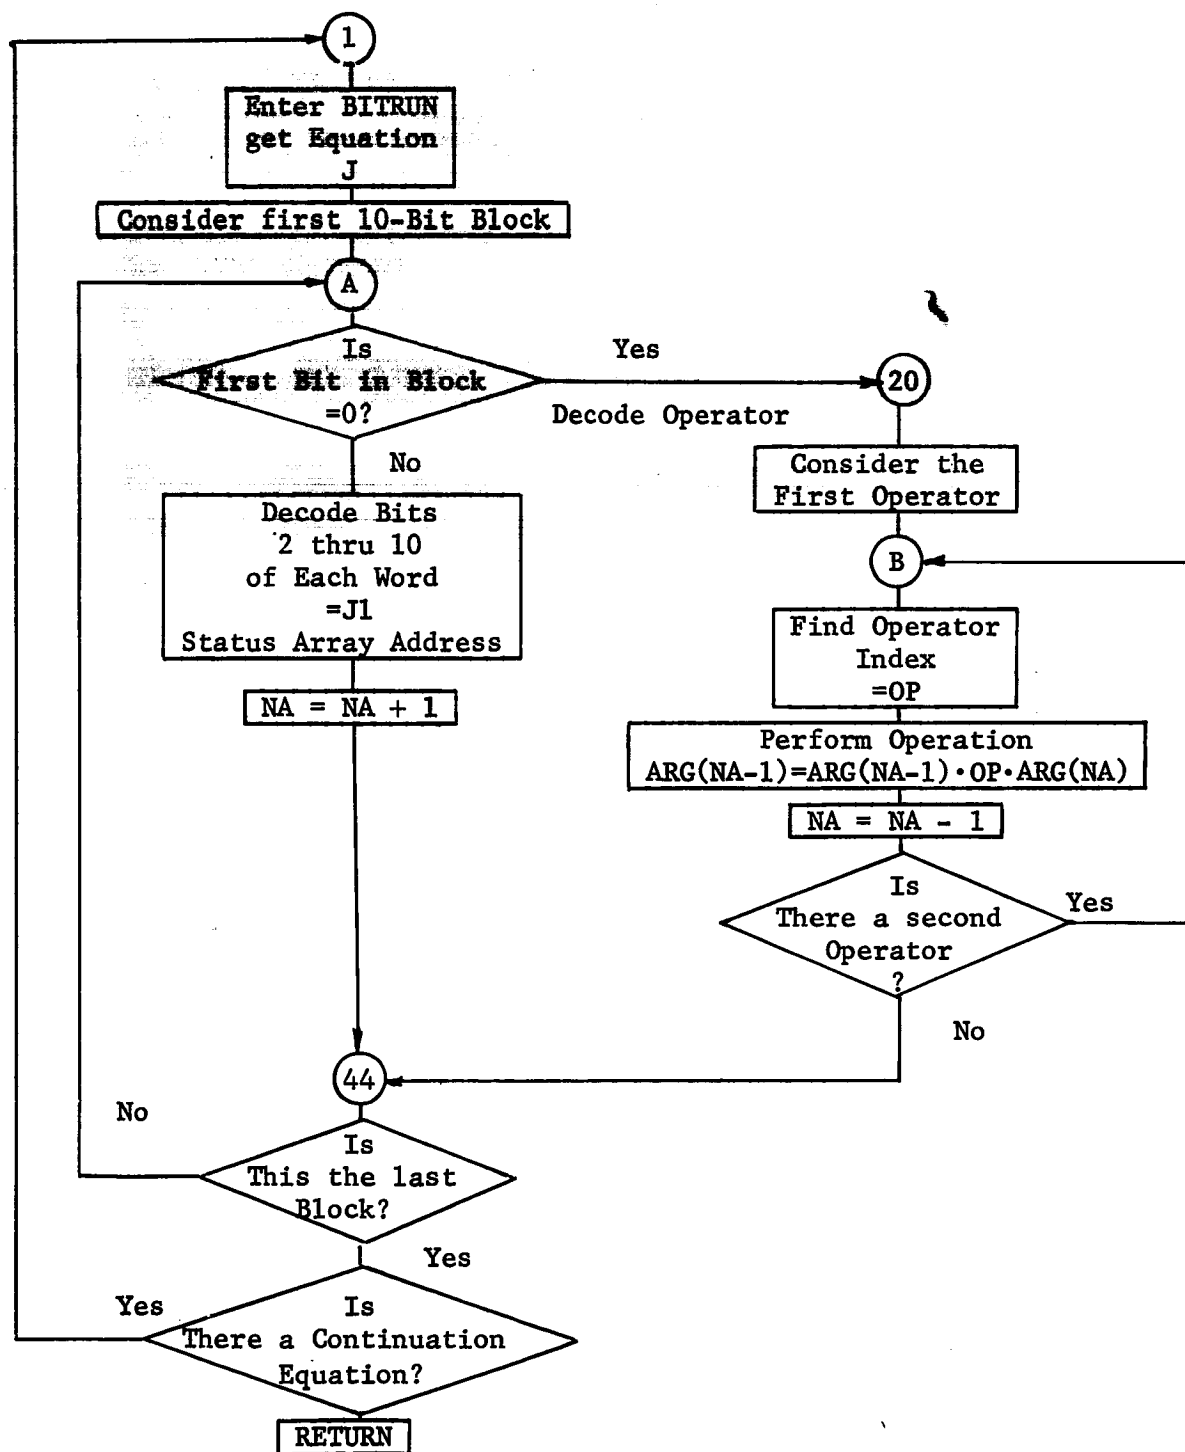 1
Enter BITRUN
get Equation
J
Consider first 10-Bit Block
A
Is
First Bit in Block
=0?
Yes
Decode Operator
20
No
Consider the
First Operator
Decode Bits
2 thru 10
of Each Word
=J1
Status Array Address
B
NA = NA + 1
Find Operator
Index
=OP
Perform Operation
ARG(NA-1)=ARG(NA-1)·OP·ARG(NA)
NA = NA - 1
Is
There a second
Operator
?
Yes
No
44
No
Is
This the last
Block?
Yes
Yes
Is
There a Continuation
Equation?
RETURN